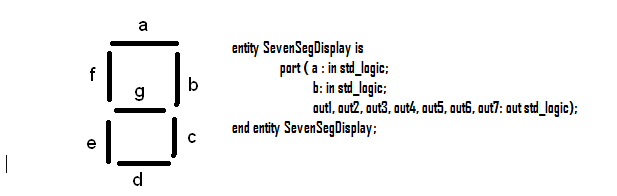 a
f
g
b
e
c
d
entity SevenSegDisplay is
port ( a : in std_logic;
b: in std_logic;
out1, out2, out3, out4, out5, out6, out7: out std_logic);
end entity SevenSegDisplay;